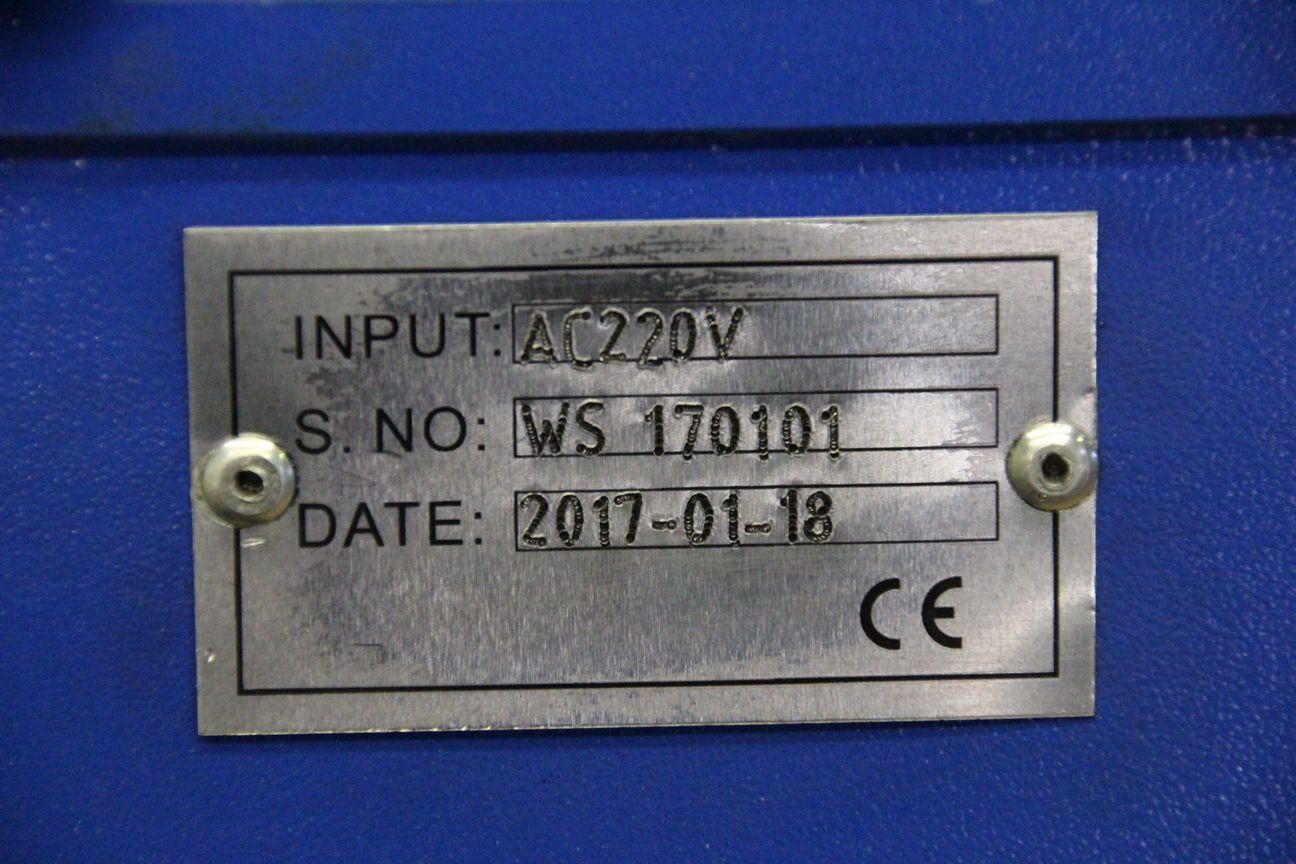 INPUT: AC220V
S. NO: WS 170101
DATE: 2017-01-18
CE